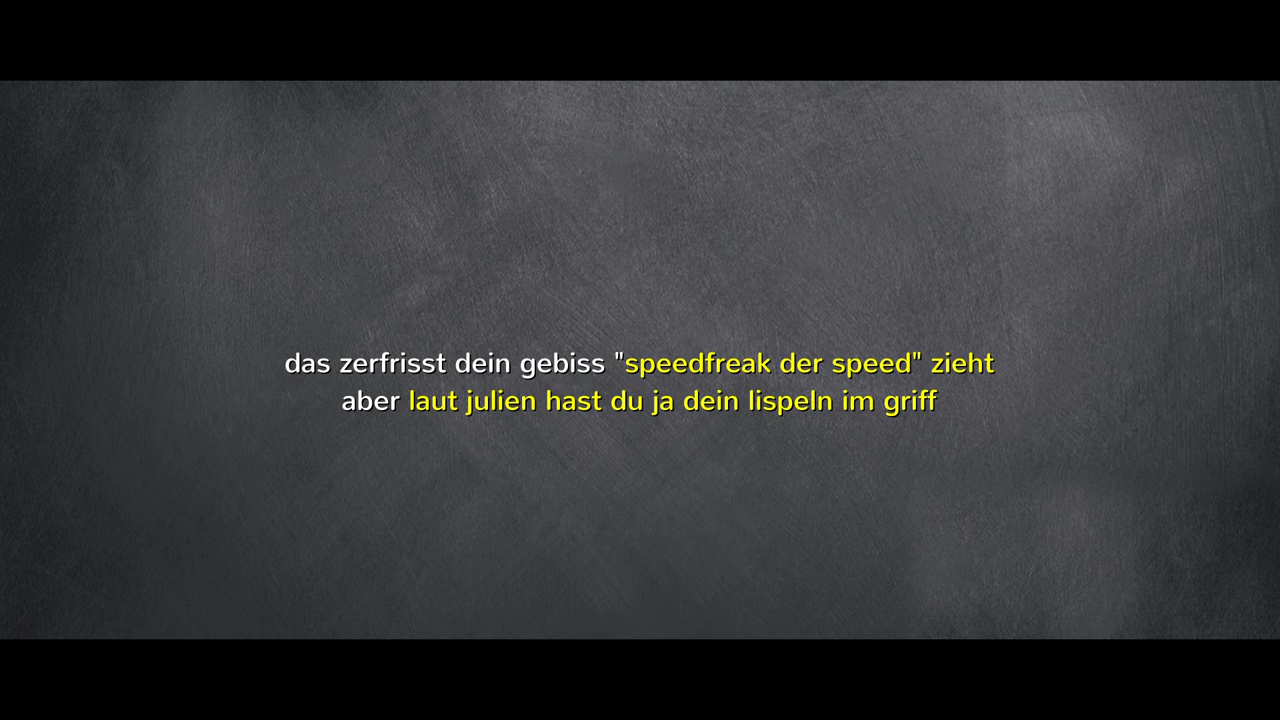 das zerfrisst dein gebiss "speedfreak der speed" zieht
aber laut julien hast du ja dein lispeln im griff